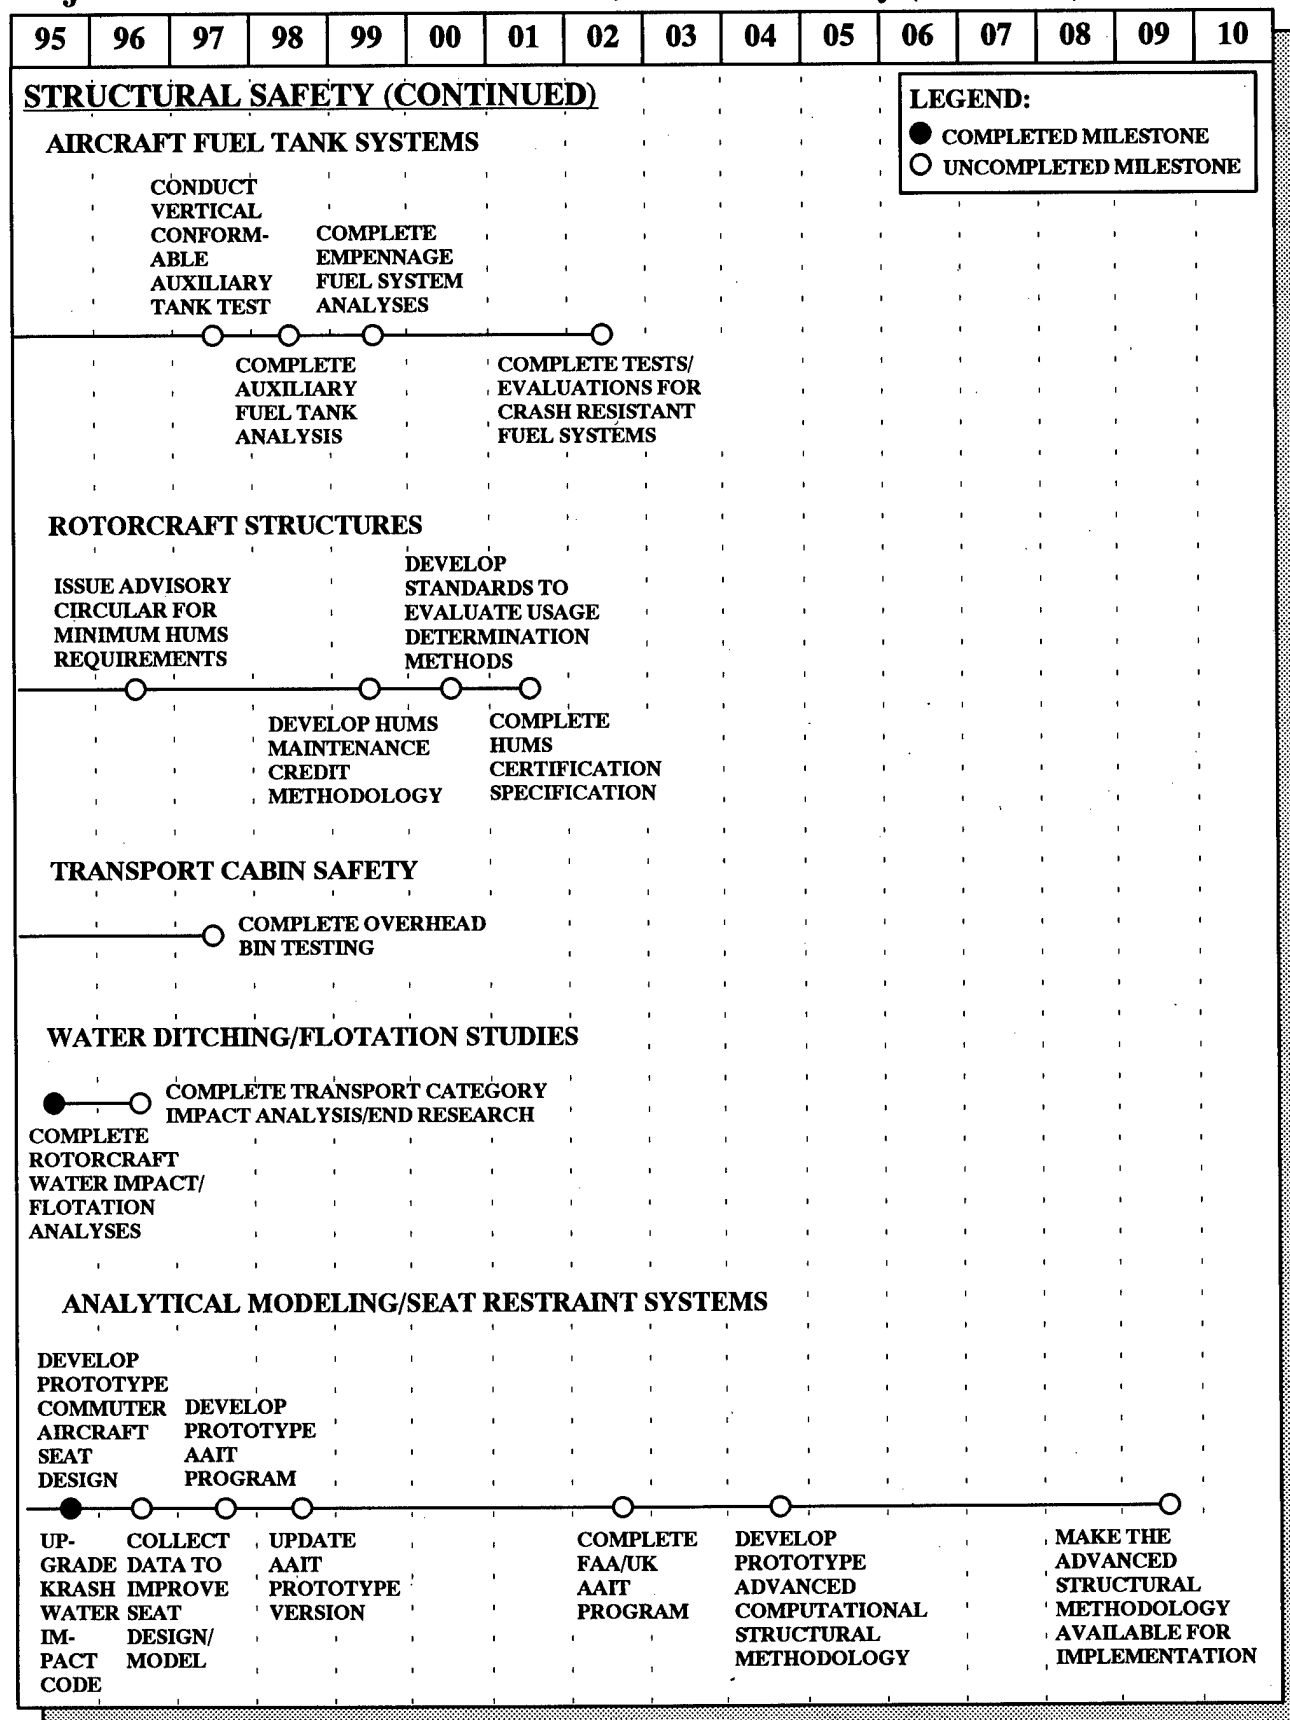 95 96 97 98 99 00 01 02 03 04 05 06 07 08 09 10
STRUCTURAL SAFETY (CONTINUED)
LEGEND:
COMPLETED MILESTONE
UNCOMPLETED MILESTONE
AIRCRAFT FUEL TANK SYSTEMS
CONDUCT
VERTICAL
CONFORM-
ABLE
AUXILIARY
TANK TEST
COMPLETE
EMPENNAGE
FUEL SYSTEM
ANALYSES
COMPLETE
AUXILIARY
FUEL TANK
ANALYSIS
COMPLETE TESTS/
EVALUATIONS FOR
CRASH RESISTANT
FUEL SYSTEMS
ROTORCRAFT STRUCTURES
ISSUE ADVISORY
CIRCULAR FOR
MINIMUM HUMS
REQUIREMENTS
DEVELOP
STANDARDS TO
EVALUATE USAGE
DETERMINATION
METHODS
DEVELOP HUMS
MAINTENANCE
CREDIT
METHODOLOGY
COMPLETE
HUMS
CERTIFICATION
SPECIFICATION
TRANSPORT CABIN SAFETY
COMPLETE OVERHEAD
BIN TESTING
WATER DITCHING/FLOTATION STUDIES
COMPLETE TRANSPORT CATEGORY
IMPACT ANALYSIS/END RESEARCH
COMPLETE
ROTORCRAFT
WATER IMPACT/
FLOTATION
ANALYSES
ANALYTICAL MODELING/SEAT RESTRAINT SYSTEMS
DEVELOP
PROTOTYPE
COMMUTER
AIRCRAFT
SEAT
DESIGN
DEVELOP
PROTOTYPE
AAIT
PROGRAM
UP-
GRADE
KRASH
WATER
IM-
PACT
CODE
COLLECT
DATA TO
IMPROVE
SEAT
DESIGN/
MODEL
UPDATE
AAIT
PROTOTYPE
VERSION
COMPLETE
FAA/UK
AAIT
PROGRAM
DEVELOP
PROTOTYPE
ADVANCED
COMPUTATIONAL
STRUCTURAL
METHODOLOGY
MAKE THE
ADVANCED
STRUCTURAL
METHODOLOGY
AVAILABLE FOR
IMPLEMENTATION